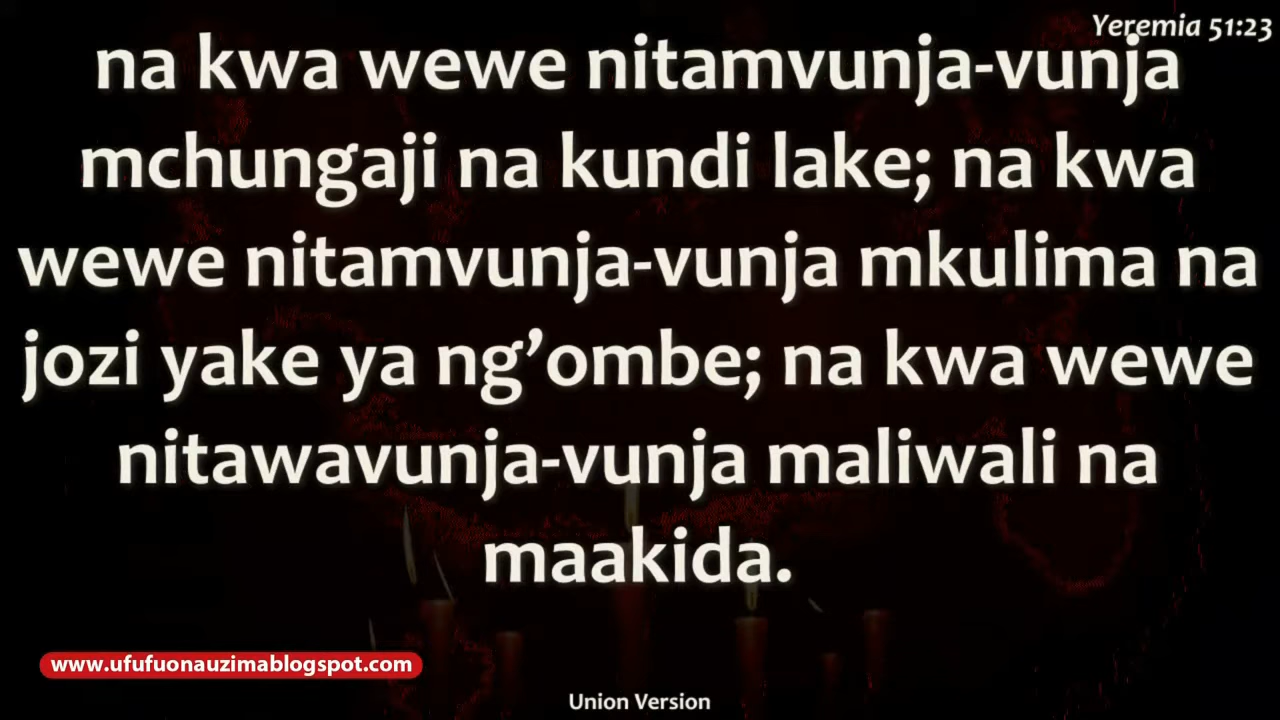 Yeremia 51:23
na kwa wewe nitamvunja-vunja
mchungaji na kundi lake; na kwa
wewe nitamvunja-vunja mkulima na
jozi yake ya ng’ombe; na kwa wewe
nitawavunja-vunja maliwali na
maakida.
www.ufufuonauzimablogspot.com
Union Version